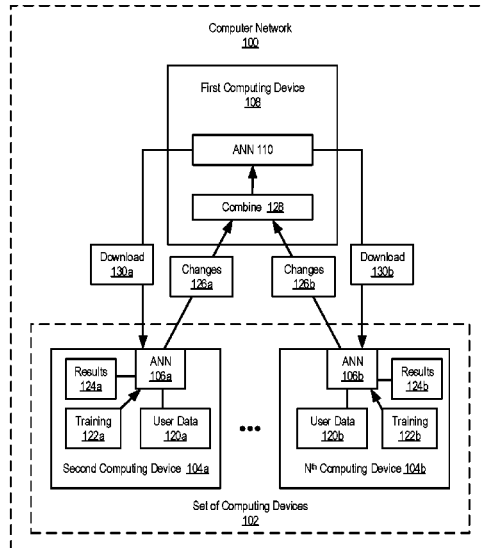 Computer Network
100
First Computing Device
108
ANN 110
Combine 128
Download
130a
Changes
126a
Changes
126b
Download
130b
Results
124a
ANN
106a
Training
122a
User Data
120a
Second Computing Device 104a
...
ANN
106b
Results
124b
User Data
120b
Training
122b
Nth Computing Device 104b
Set of Computing Devices
102